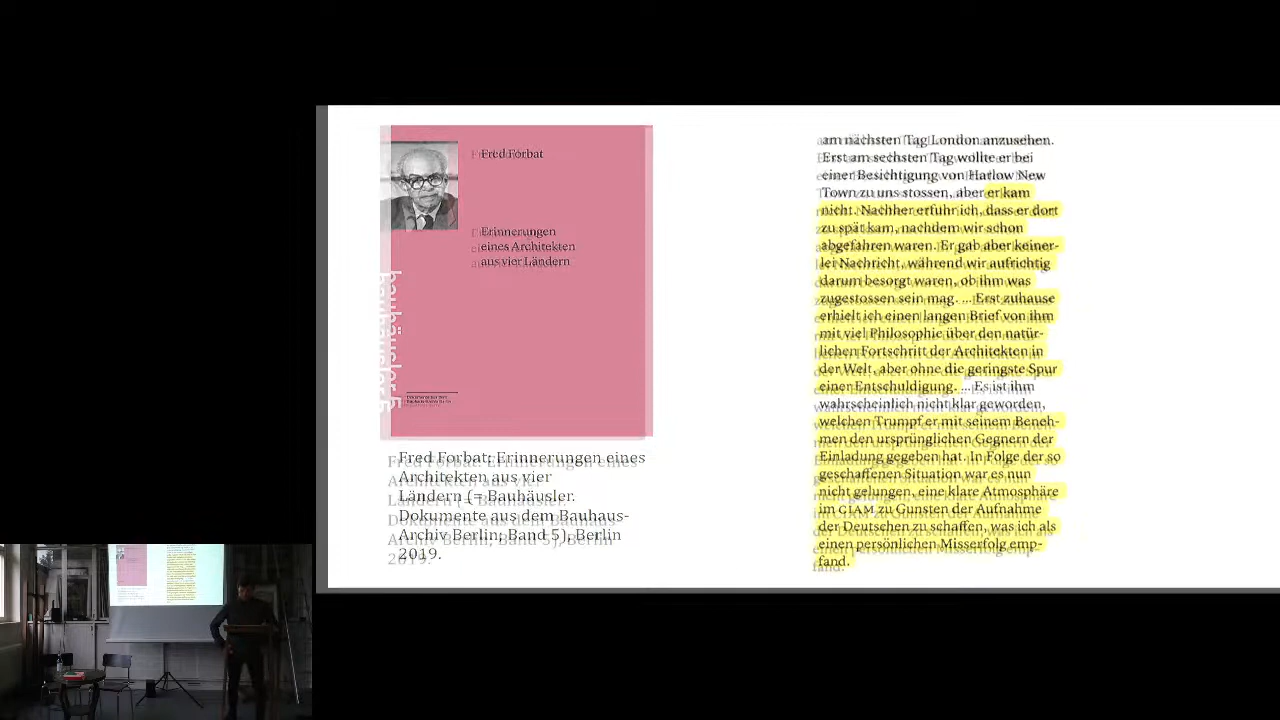 Fred Forbat
Erinnerungen
eines Architekten
aus vier Ländern
bauhäusler 5
Fred Forbat: Erinnerungen eines
Architekten aus vier
Ländern (= Bauhäusler.
Dokumente aus dem Bauhaus-
Archiv Berlin; Band 5), Berlin
2019.
am nächsten Tag London anzusehen.
Erst am sechsten Tag wollte er bei
einer Besichtigung von Harlow New
Town zu uns stossen, aber er kam
nicht. Nachher erfuhr ich, dass er dort
zu spät kam, nachdem wir schon
abgefahren waren. Er gab aber keiner-
lei Nachricht, während wir aufrichtig
darum besorgt waren, ob ihm was
zugestossen sein mag. ... Erst zuhause
erhielt ich einen langen Brief von ihm
mit viel Philosophie über den natür-
lichen Fortschritt der Architekten in
der Welt, aber ohne die geringste Spur
einer Entschuldigung. ... Es ist ihm
wahrscheinlich nicht klar geworden,
welchen Trumpf er mit seinem Beneh-
men den ursprünglichen Gegnern der
Einladung gegeben hat. In Folge der so
geschaffenen Situation war es nun
nicht gelungen, eine klare Atmosphäre
im CIAM zu Gunsten der Aufnahme
der Deutschen zu schaffen, was ich als
einen persönlichen Misserfolg emp-
fand.